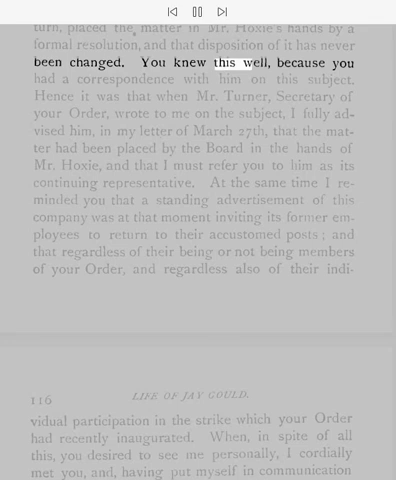 turn, placed the matter in Mr. Hoxie's hands by a
formal resolution, and that disposition of it has never
been changed. You knew this well, because you
had a correspondence with him on this subject.
Hence it was that when Mr. Turner, Secretary of
your Order, wrote to me on the subject, I fully ad-
vised him, in my letter of March 27th, that the mat-
ter had been placed by the Board in the hands of
Mr. Hoxie, and that I must refer you to him as its
continuing representative. At the same time I re-
minded you that a standing advertisement of this
company was at that moment inviting its former em-
ployees to return to their accustomed posts; and
that regardless of their being or not being members
of your Order, and regardless also of their indi-
116 LIFE OF JAY GOULD.
vidual participation in the strike which your Order
had recently inaugurated. When, in spite of all
this, you desired to see me personally, I cordially
met you, and, having put myself in communication